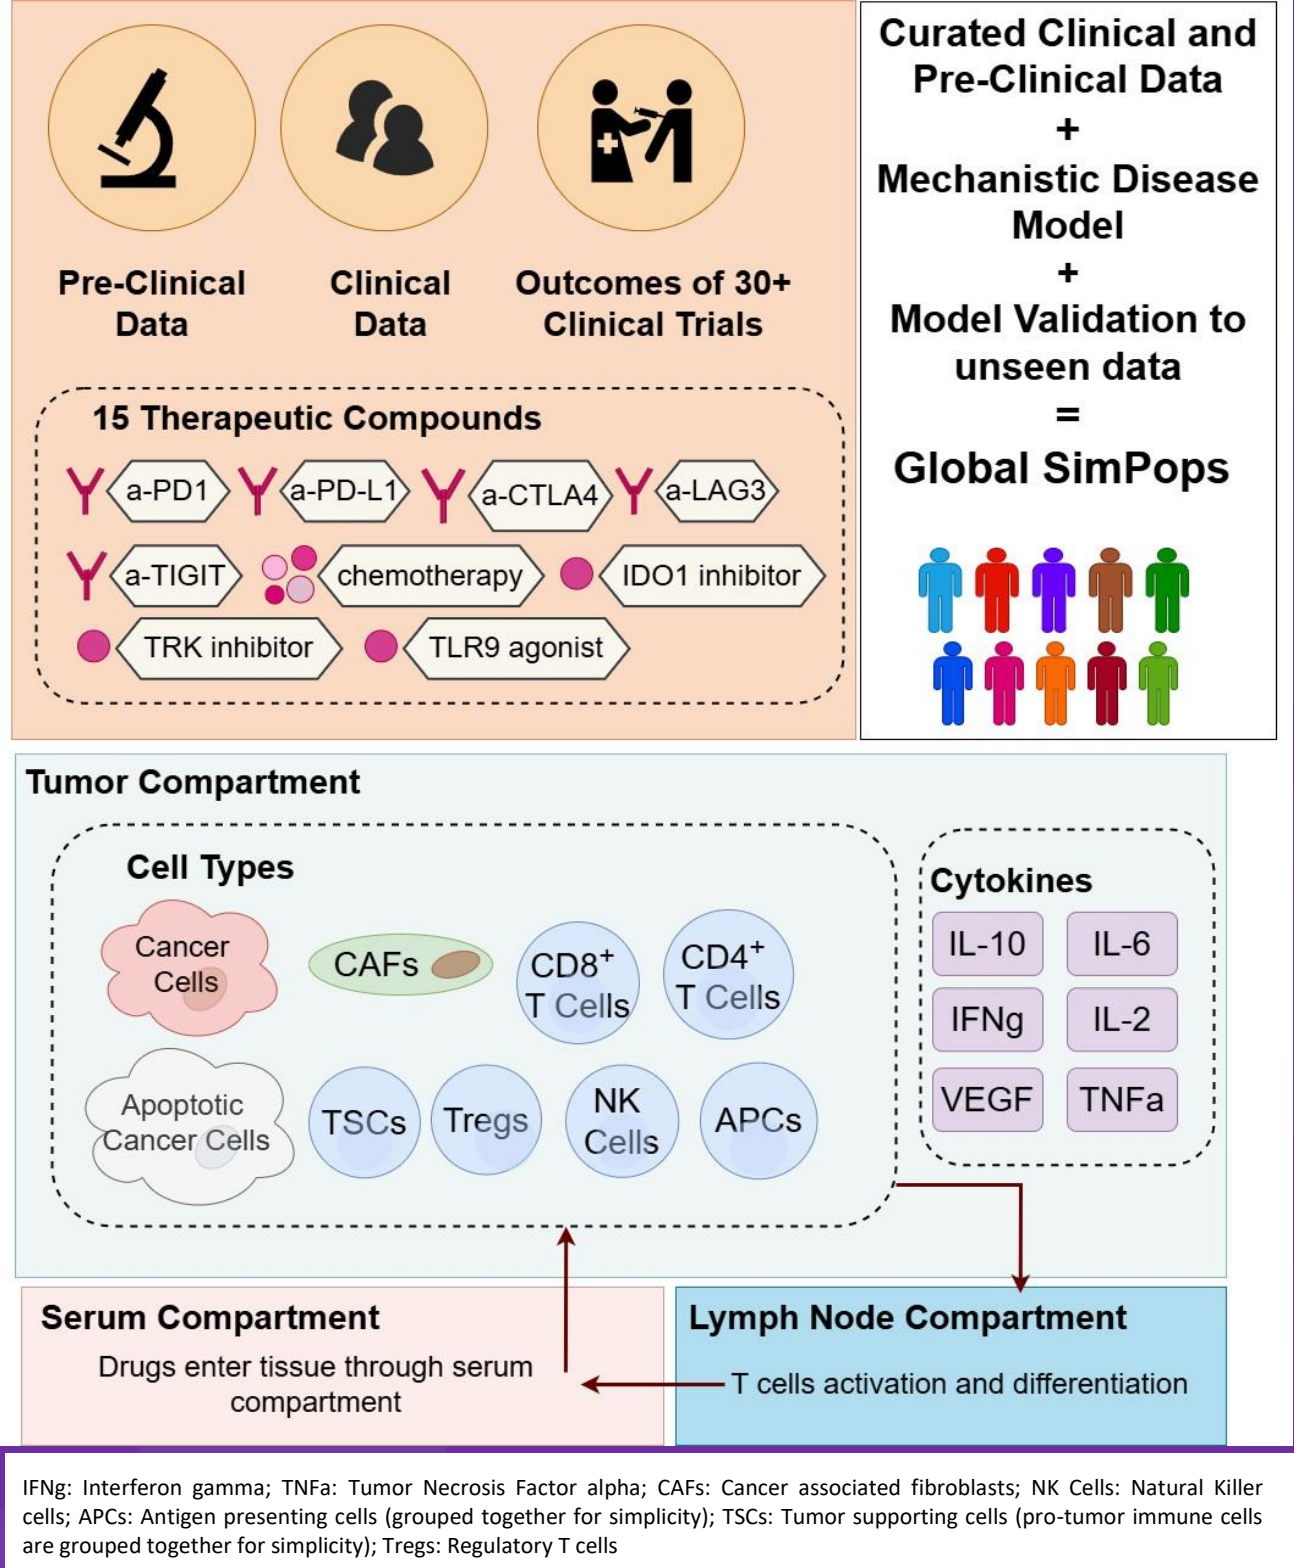 Pre-Clinical
Data
Clinical
Data
Outcomes of 30+
Clinical Trials
15 Therapeutic Compounds
a-PD1
a-PD-L1
a-CTLA4
a-LAG3
a-TIGIT
chemotherapy
IDO1 inhibitor
TRK inhibitor
TLR9 agonist
Curated Clinical and
Pre-Clinical Data
+
Mechanistic Disease
Model
+
Model Validation to
unseen data
=
Global SimPops
Tumor Compartment
Cell Types
Cancer
Cells
CAFs
CD8+
T Cells
CD4+
T Cells
Apoptotic
Cancer Cells
TSCs
Tregs
NK
Cells
APCs
Cytokines
IL-10
IL-6
IFNg
IL-2
VEGF
TNFa
Serum Compartment
Drugs enter tissue through serum
compartment
Lymph Node Compartment
T cells activation and differentiation
IFNg: Interferon gamma; TNFa: Tumor Necrosis Factor alpha; CAFs: Cancer associated fibroblasts; NK Cells: Natural Killer
cells; APCs: Antigen presenting cells (grouped together for simplicity); TSCs: Tumor supporting cells (pro-tumor immune cells
are grouped together for simplicity); Tregs: Regulatory T cells